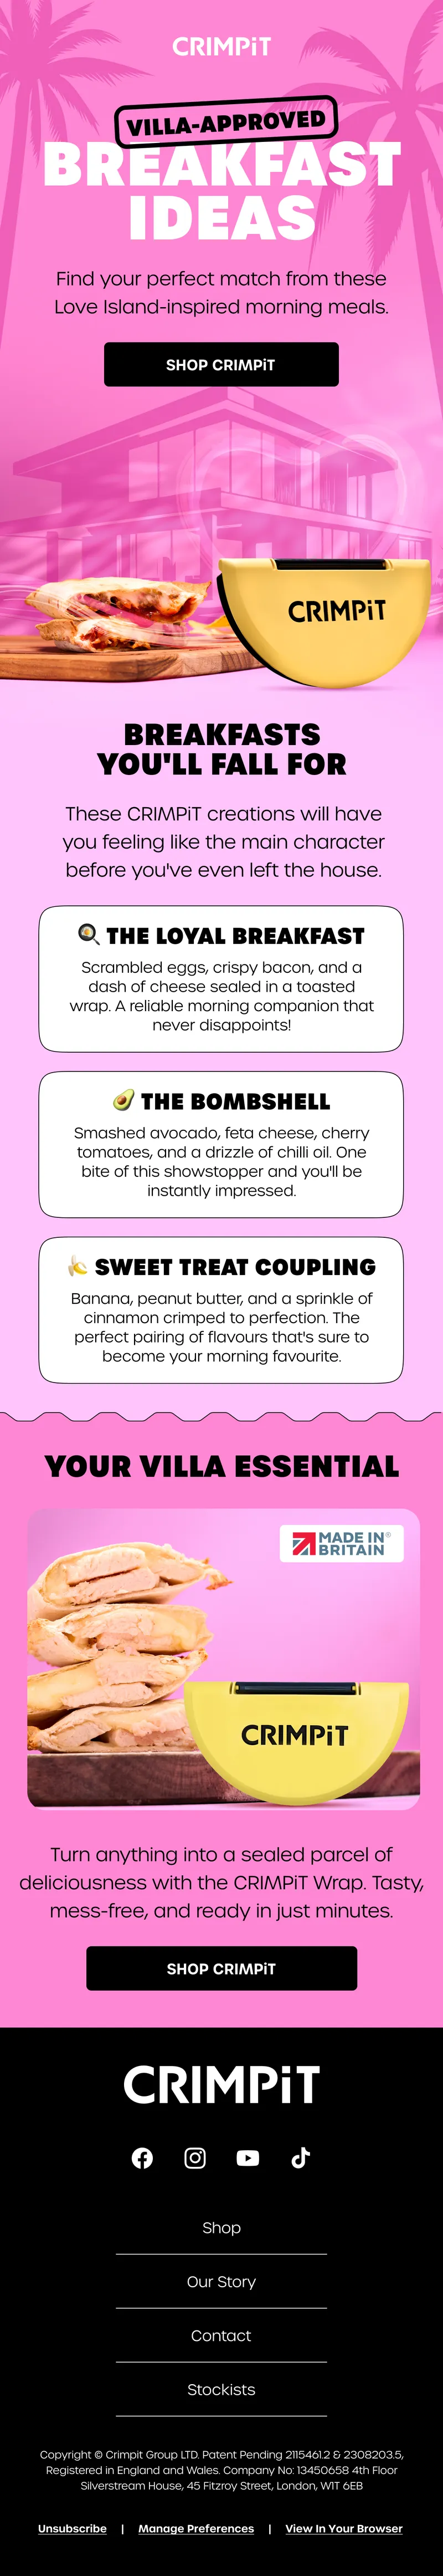 CRIMPiT
VILLA-APPROVED
BREAKFAST
IDEAS
Find your perfect match from these
Love Island-inspired morning meals.
SHOP CRIMPiT
CRIMPiT
BREAKFASTS
YOU'LL FALL FOR
These CRIMPiT creations will have
you feeling like the main character
before you've even left the house.
🍳 THE LOYAL BREAKFAST
Scrambled eggs, crispy bacon, and a
dash of cheese sealed in a toasted
wrap. A reliable morning companion that
never disappoints!
🥑 THE BOMBSHELL
Smashed avocado, feta cheese, cherry
tomatoes, and a drizzle of chilli oil. One
bite of this showstopper and you'll be
instantly impressed.
🍌 SWEET TREAT COUPLING
Banana, peanut butter, and a sprinkle of
cinnamon crimped to perfection. The
perfect pairing of flavours that's sure to
become your morning favourite.
YOUR VILLA ESSENTIAL
MADE IN
BRITAIN®
CRIMPiT
Turn anything into a sealed parcel of
deliciousness with the CRIMPiT Wrap. Tasty,
mess-free, and ready in just minutes.
SHOP CRIMPiT
CRIMPiT
Shop
Our Story
Contact
Stockists
Copyright © Crimpit Group LTD. Patent Pending 2115461.2 & 2308203.5,
Registered in England and Wales. Company No: 13450658 4th Floor
Silverstream House, 45 Fitzroy Street, London, W1T 6EB
Unsubscribe | Manage Preferences | View In Your Browser